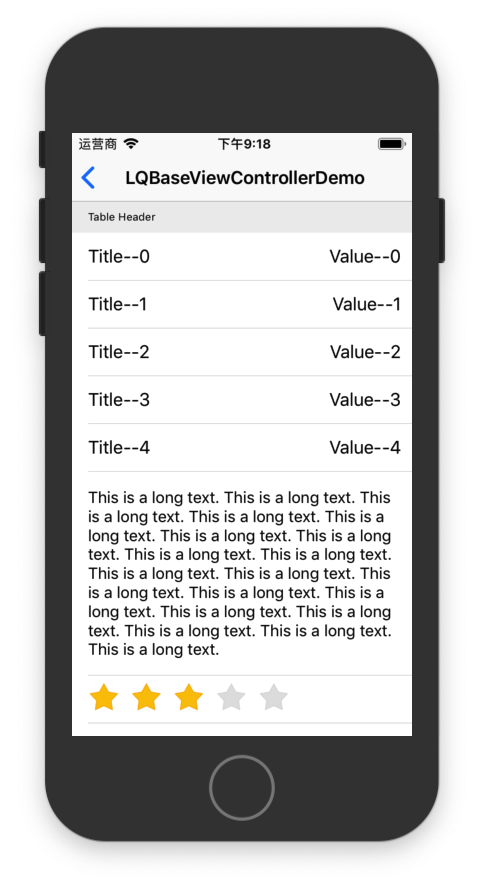 运营商 下午9:18
LQBaseViewControllerDemo
Table Header
Title--0 Value--0
Title--1 Value--1
Title--2 Value--2
Title--3 Value--3
Title--4 Value--4
This is a long text. This is a long text. This
is a long text. This is a long text. This is a
long text. This is a long text. This is a long
text. This is a long text. This is a long text.
This is a long text. This is a long text. This
is a long text. This is a long text. This is a
long text. This is a long text. This is a long
text. This is a long text. This is a long text.
This is a long text.